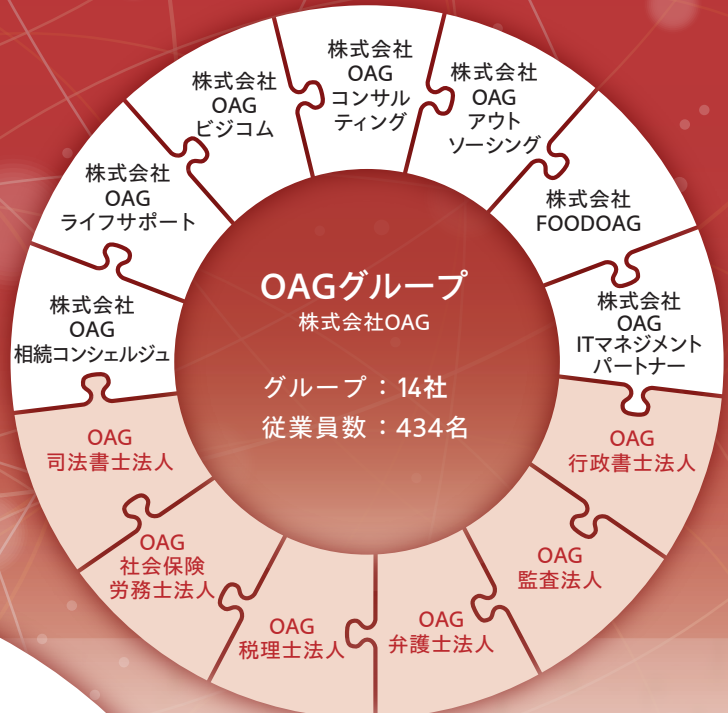 OAGグループ
株式会社OAG
グループ：14社
従業員数：434名
株式会社
OAG
コンサル
ティング
株式会社
OAG
アウト
ソーシング
株式会社
FOODOAG
株式会社
OAG
ITマネジメント
パートナー
OAG
行政書士法人
OAG
監査法人
OAG
弁護士法人
OAG
税理士法人
OAG
社会保険
労務士法人
OAG
司法書士法人
株式会社
OAG
相続コンシェルジュ
株式会社
OAG
ライフサポート
株式会社
OAG
ビジコム